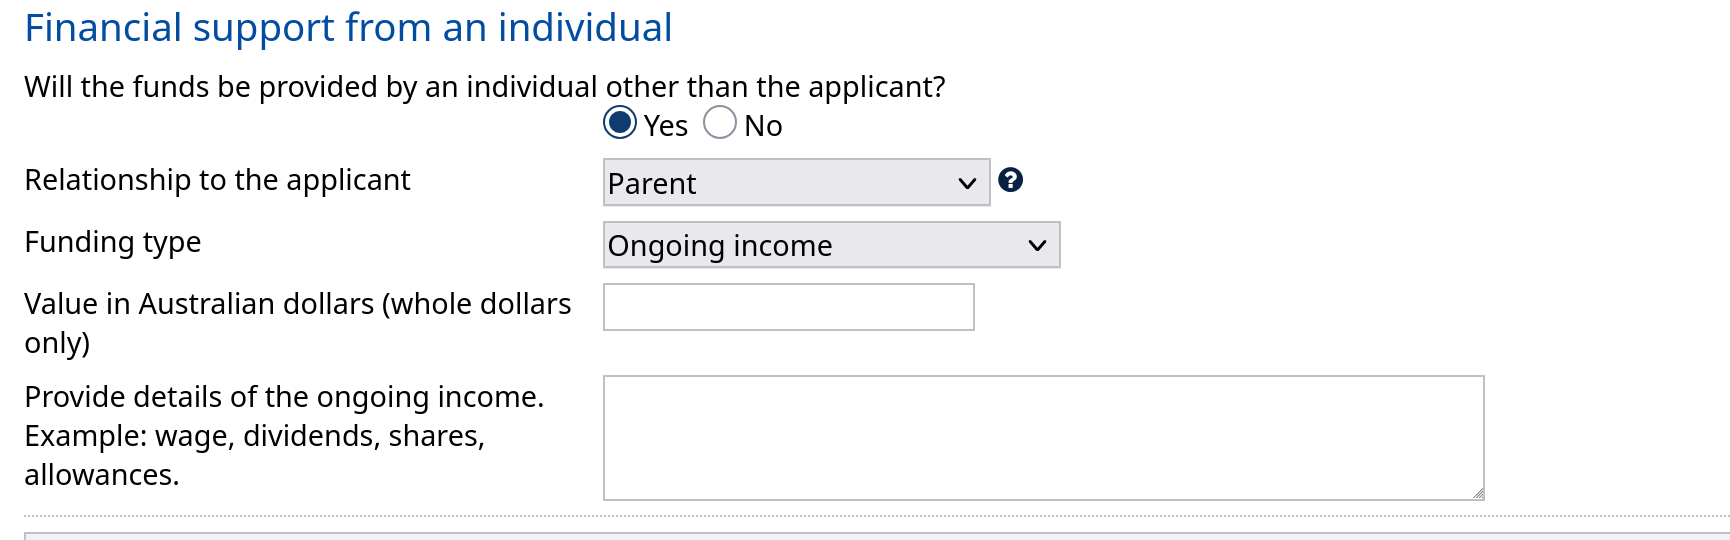 Financial support from an individual
Will the funds be provided by an individual other than the applicant?
Yes No
Relationship to the applicant Parent
Funding type Ongoing income
Value in Australian dollars (whole dollars
only)
Provide details of the ongoing income.
Example: wage, dividends, shares,
allowances.